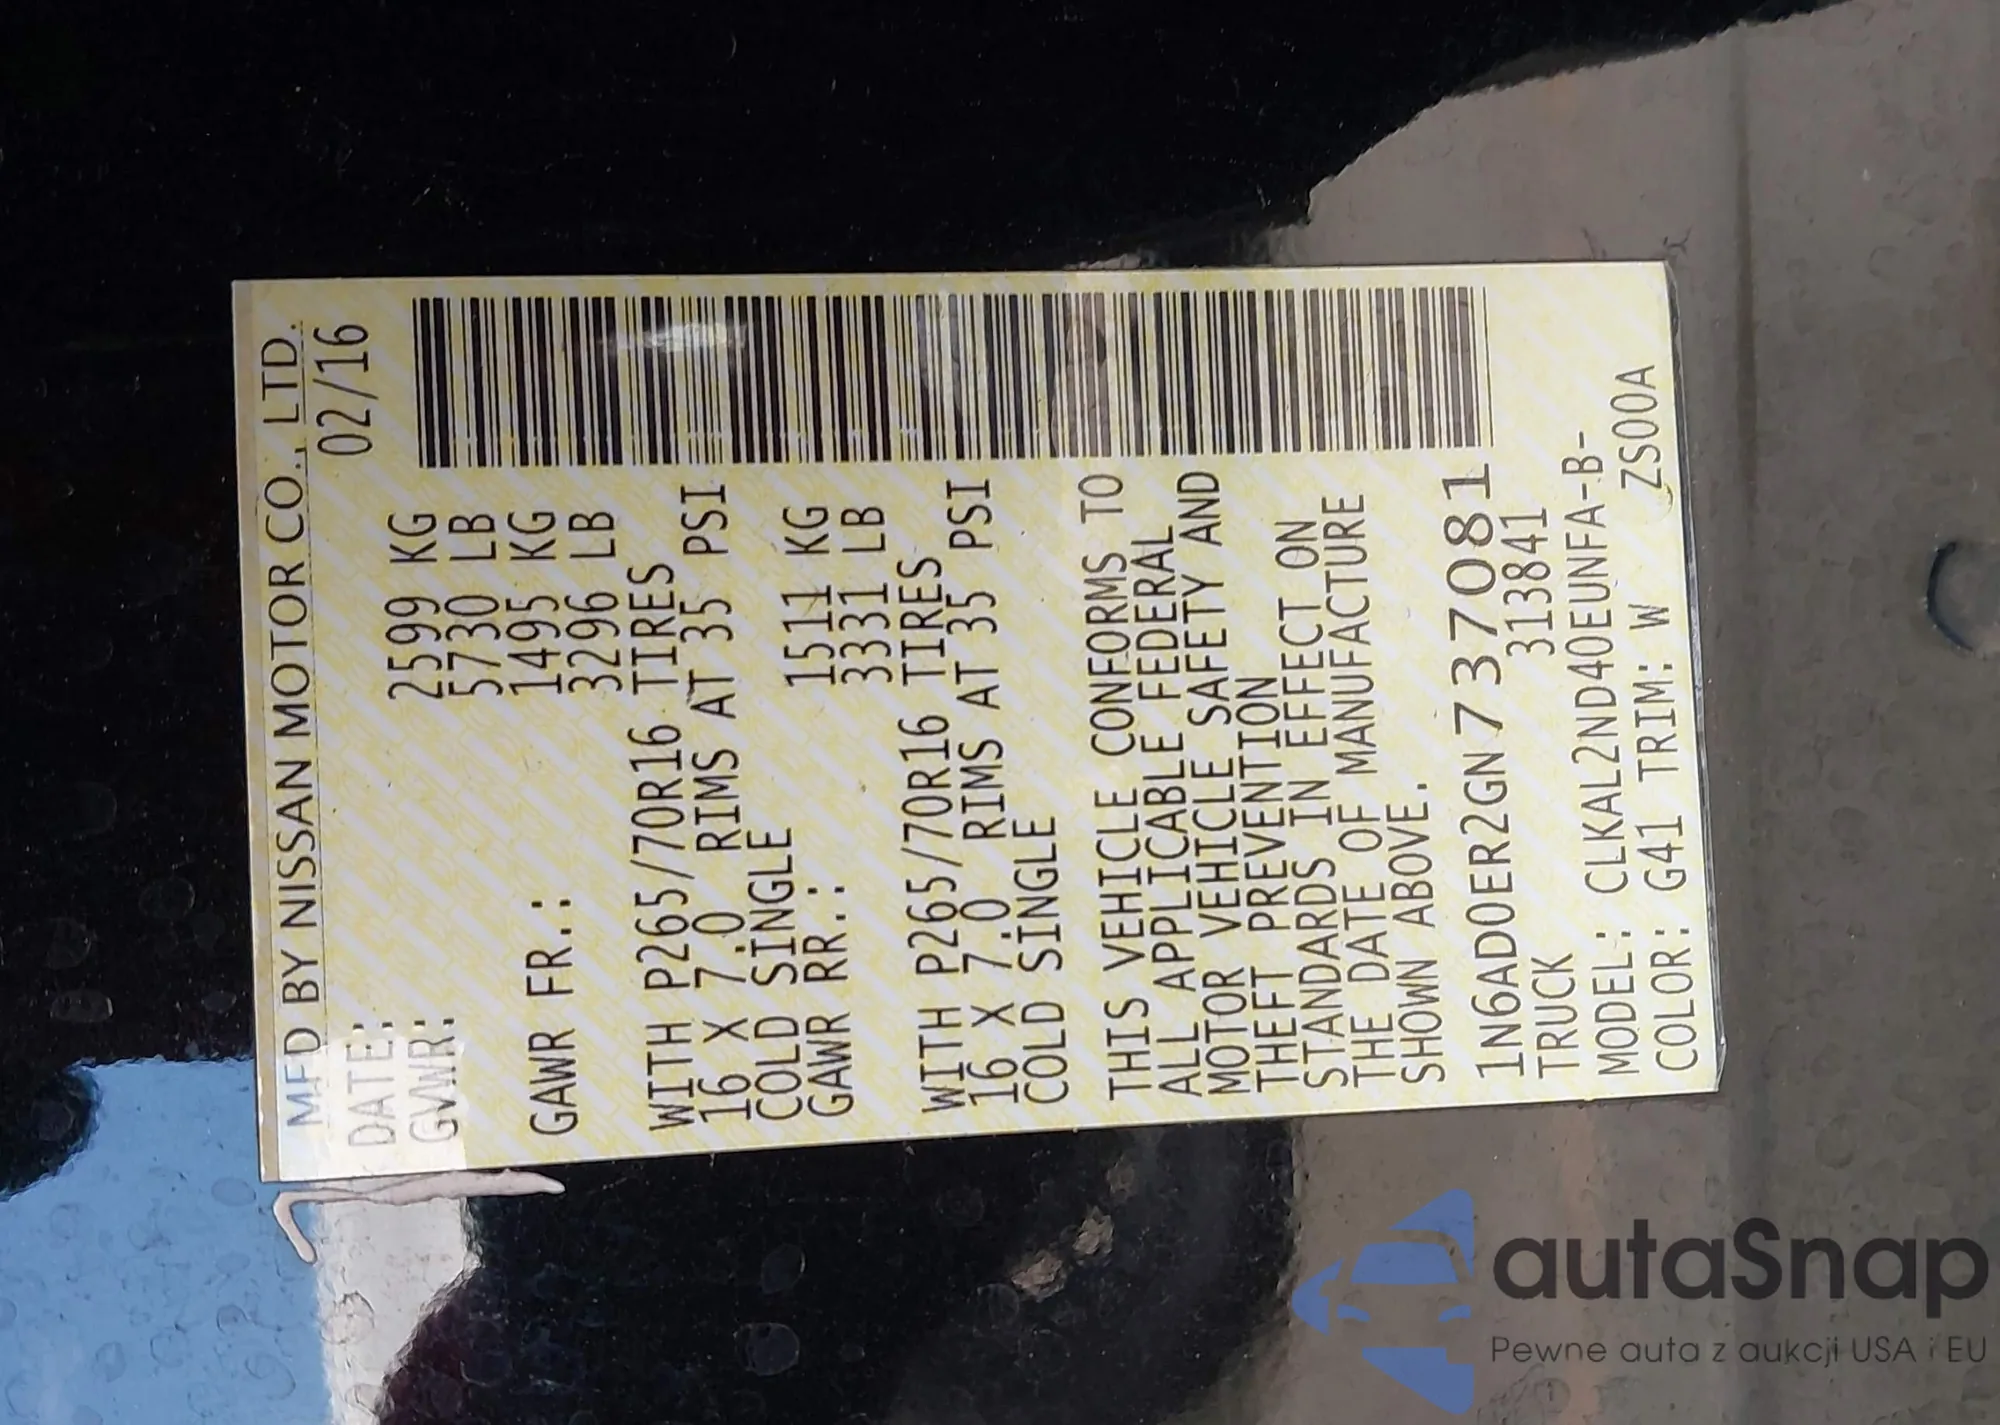 MFD BY NISSAN MOTOR CO., LTD.
DATE: 02/16
GVWR: 2599 KG
5730 LB
GAWR FR.: 1495 KG
3296 LB
WITH P265/70R16 TIRES
16 X 7.0 RIMS AT 35 PSI
COLD SINGLE
GAWR RR.: 1511 KG
3331 LB
WITH P265/70R16 TIRES
16 X 7.0 RIMS AT 35 PSI
COLD SINGLE
THIS VEHICLE CONFORMS TO
ALL APPLICABLE FEDERAL
MOTOR VEHICLE SAFETY AND
THEFT PREVENTION
STANDARDS IN EFFECT ON
THE DATE OF MANUFACTURE
SHOWN ABOVE.
1N6AD0ER2GN737081
TRUCK 313841
MODEL: CLKAL2ND40EUNFA-B-
COLOR: G41 TRIM: W ZS00A
autaSnap
Pewne auta z aukcji USA i EU